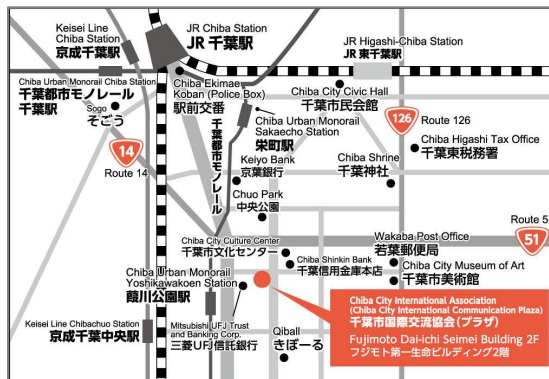 Keisei Line
Chiba Station
京成千葉駅
JR Chiba Station
JR 千葉駅
JR Higashi-Chiba Station
JR 東千葉駅
Chiba Urban Monorail Chiba Station
千葉都市モノレール
千葉駅
Sogo
そごう
Chiba Ekimae
Koban (Police Box)
駅前交番
Chiba City Civic Hall
千葉市民会館
126
Route 126
14
Route 14
千葉都市モノレール
Chiba Urban Monorail
Sakaecho Station
栄町駅
Chiba Higashi Tax Office
千葉東税務署
Keiyo Bank
京葉銀行
Chiba Shrine
千葉神社
Chuo Park
中央公園
Route 5
51
Chiba City Culture Center
千葉市文化センター
Wakaba Post Office
若葉郵便局
Chiba Shinkin Bank
千葉信用金庫本店
Chiba City Museum of Art
千葉市美術館
Chiba Urban Monorail
Yoshikawakoen Station
葭川公園駅
Chiba City International Association
(Chiba City International Communication Plaza)
千葉市国際交流協会(プラザ)
Fujimoto Dai-ichi Seimei Building 2F
フジモト第一生命ビルディング2階
Keisei Line Chibachuo Station
京成千葉中央駅
Mitsubishi UFJ Trust
and Banking Corp.
三菱UFJ信託銀行
Qiball
きぼーる